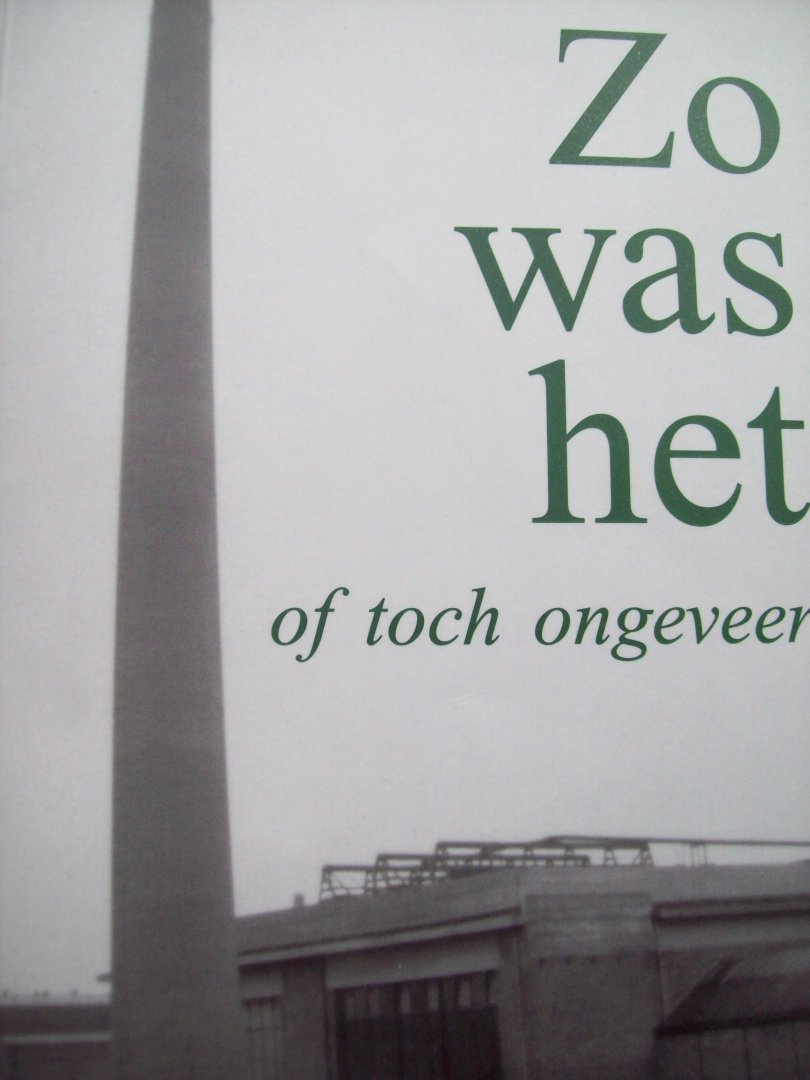 Zo
was
het
of toch ongeveer